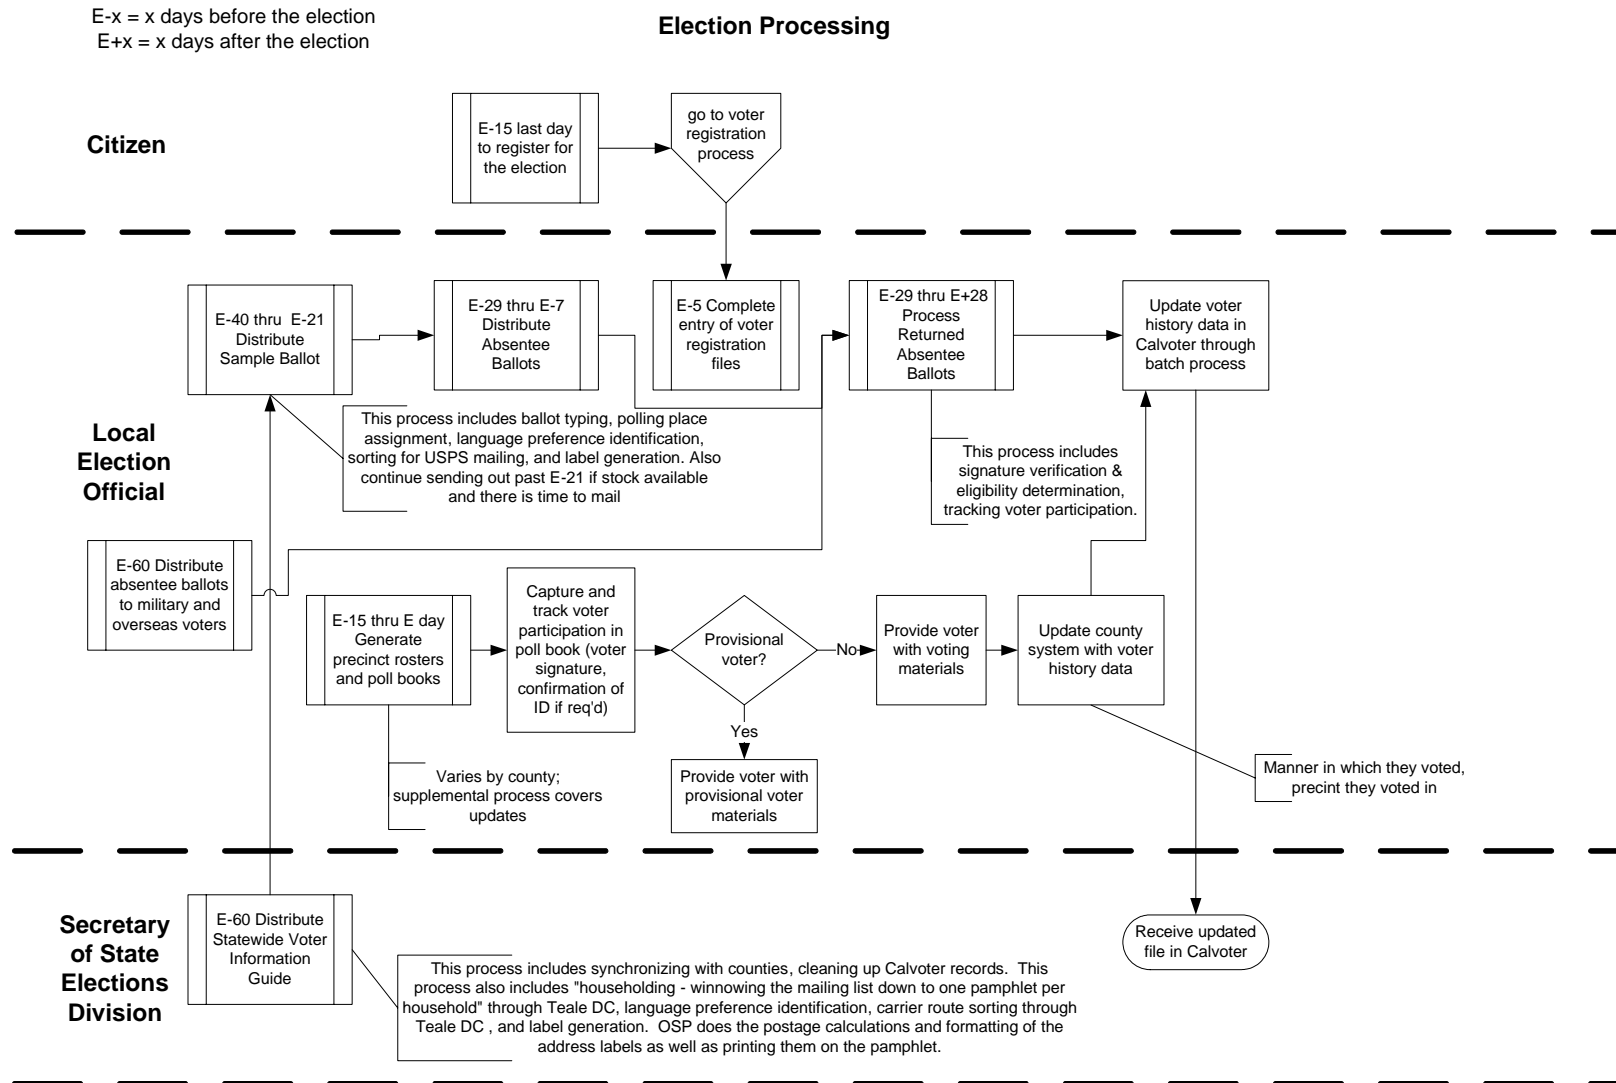 E-x = x days before the election
E+x = x days after the election
Election Processing
Citizen
E-15 last day
to register for
the election
go to voter
registration
process
Local
Election
Official
E-40 thru E-21
Distribute
Sample Ballot
E-29 thru E-7
Distribute
Absentee
Ballots
E-5 Complete
entry of voter
registration
files
E-29 thru E+28
Process
Returned
Absentee
Ballots
Update voter
history data in
Calvoter through
batch process
This process includes ballot typing, polling place
assignment, language preference identification,
sorting for USPS mailing, and label generation. Also
continue sending out past E-21 if stock available
and there is time to mail
This process includes
signature verification &
eligibility determination,
tracking voter participation.
E-60 Distribute
absentee ballots
to military and
overseas voters
E-15 thru E day
Generate
precinct rosters
and poll books
Capture and
track voter
participation in
poll book (voter
signature,
confirmation of
ID if req'd)
Provisional
voter?
No
Provide voter
with voting
materials
Update county
system with voter
history data
Yes
Provide voter with
provisional voter
materials
Varies by county;
supplemental process covers
updates
Manner in which they voted,
precint they voted in
Secretary
of State
Elections
Division
E-60 Distribute
Statewide Voter
Information
Guide
Receive updated
file in Calvoter
This process includes synchronizing with counties, cleaning up Calvoter records.  This
process also includes "householding - winnowing the mailing list down to one pamphlet per
household" through Teale DC, language preference identification, carrier route sorting through
Teale DC , and label generation.  OSP does the postage calculations and formatting of the
address labels as well as printing them on the pamphlet.